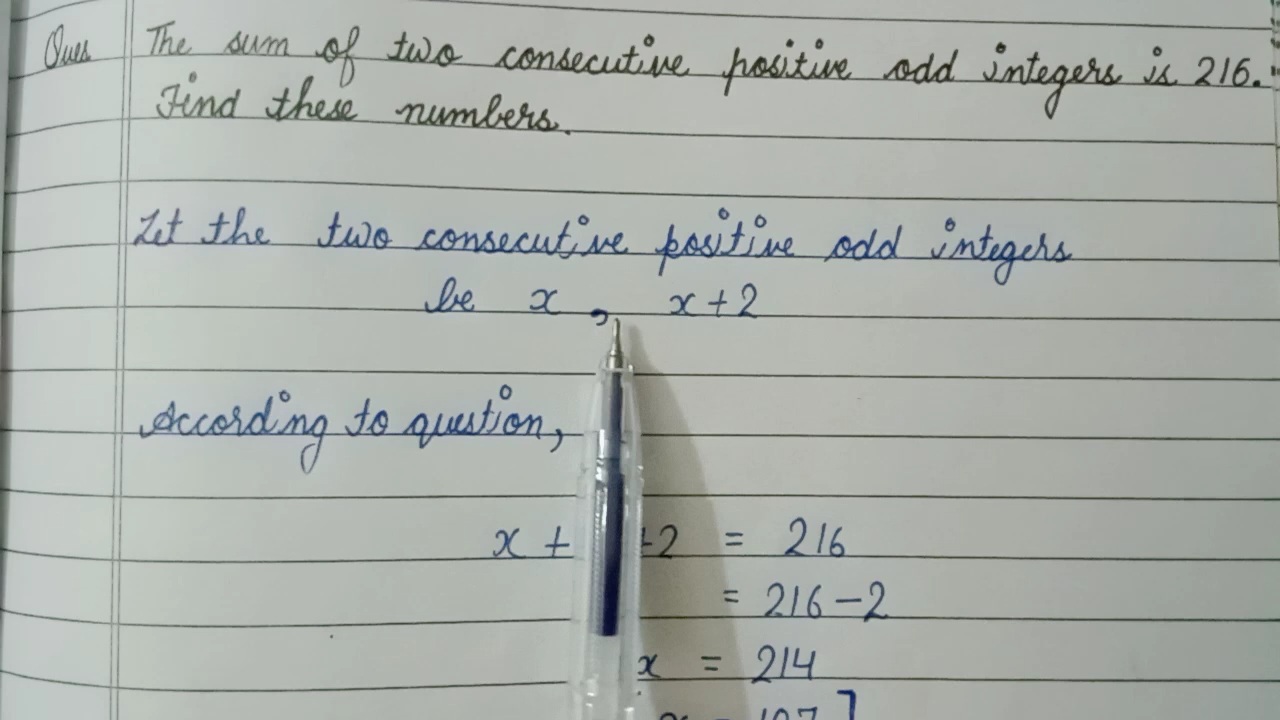 Ques The sum of two consecutive positive odd integers is 216.
Find these numbers.
Let the two consecutive positive odd integers
be x, x+2
According to question,
x + +2 = 216
= 216-2
x = 214